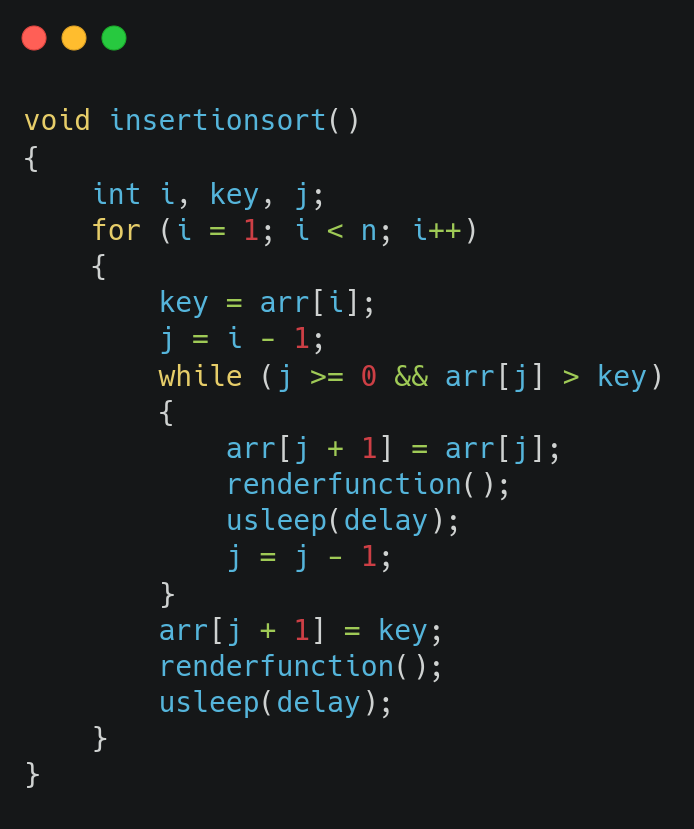 void insertionsort()
{
    int i, key, j;
    for (i = 1; i < n; i++)
    {
        key = arr[i];
        j = i - 1;
        while (j >= 0 && arr[j] > key)
        {
            arr[j + 1] = arr[j];
            renderfunction();
            usleep(delay);
            j = j - 1;
        }
        arr[j + 1] = key;
        renderfunction();
        usleep(delay);
    }
}